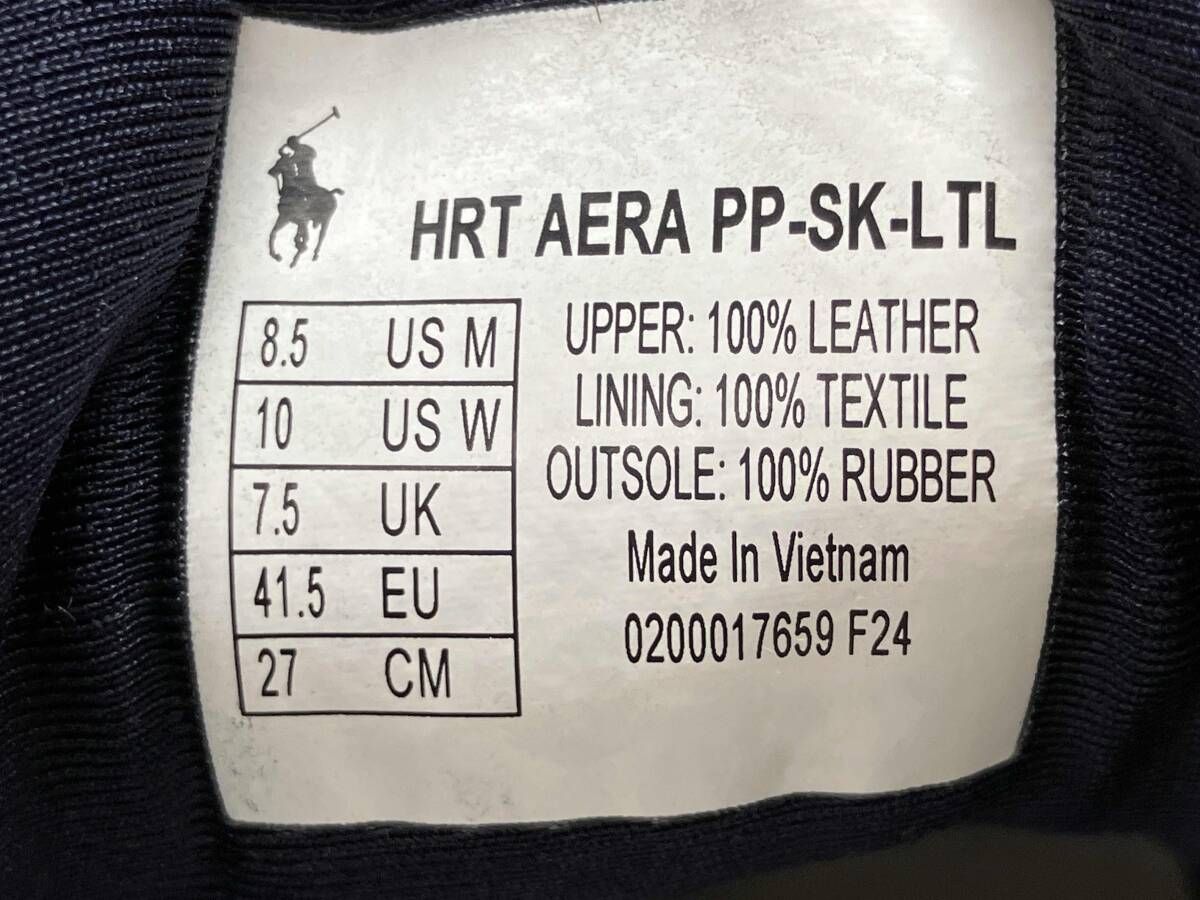 HRT AERA PP-SK-LTL
8.5 US M
10 US W
7.5 UK
41.5 EU
27 CM
UPPER: 100% LEATHER
LINING: 100% TEXTILE
OUTSOLE: 100% RUBBER
Made In Vietnam
0200017659 F24